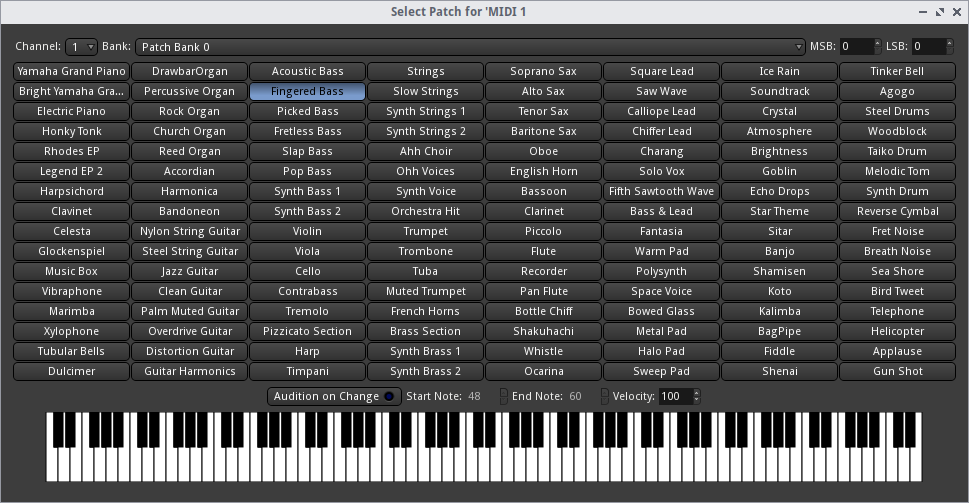 Select Patch for 'MIDI 1
Channel: 1 Bank: Patch Bank 0 MSB: 0 LSB: 0
Yamaha Grand Piano DrawbarOrgan Acoustic Bass Strings Soprano Sax Square Lead Ice Rain Tinker Bell
Bright Yamaha Gra... Percussive Organ Fingered Bass Slow Strings Alto Sax Saw Wave Soundtrack Agogo
Electric Piano Rock Organ Picked Bass Synth Strings 1 Tenor Sax Calliope Lead Crystal Steel Drums
Honky Tonk Church Organ Fretless Bass Synth Strings 2 Baritone Sax Chiffer Lead Atmosphere Woodblock
Rhodes EP Reed Organ Slap Bass Ahh Choir Oboe Charang Brightness Taiko Drum
Legend EP 2 Accordian Pop Bass Ohh Voices English Horn Solo Vox Goblin Melodic Tom
Harpsichord Harmonica Synth Bass 1 Synth Voice Bassoon Fifth Sawtooth Wave Echo Drops Synth Drum
Clavinet Bandoneon Synth Bass 2 Orchestra Hit Clarinet Bass & Lead Star Theme Reverse Cymbal
Celesta Nylon String Guitar Violin Trumpet Piccolo Fantasia Sitar Fret Noise
Glockenspiel Steel String Guitar Viola Trombone Flute Warm Pad Banjo Breath Noise
Music Box Jazz Guitar Cello Tuba Recorder Polysynth Shamisen Sea Shore
Vibraphone Clean Guitar Contrabass Muted Trumpet Pan Flute Space Voice Koto Bird Tweet
Marimba Palm Muted Guitar Tremolo French Horns Bottle Chiff Bowed Glass Kalimba Telephone
Xylophone Overdrive Guitar Pizzicato Section Brass Section Shakuhachi Metal Pad BagPipe Helicopter
Tubular Bells Distortion Guitar Harp Synth Brass 1 Whistle Halo Pad Fiddle Applause
Dulcimer Guitar Harmonics Timpani Synth Brass 2 Ocarina Sweep Pad Shenai Gun Shot
Audition on Change Start Note: 48 End Note: 60 Velocity: 100